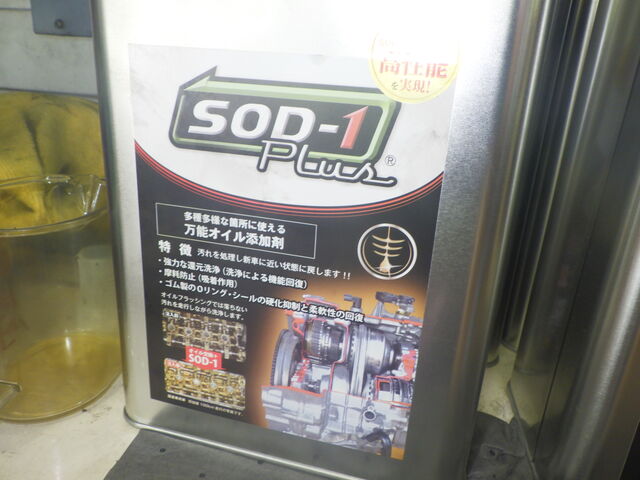 高性能
を実現!
SOD-1
Plus®
多種多様な箇所に使える
万能オイル添加剤
特 徴 汚れを処理し新車に近い状態に戻します!!
・強力な還元洗浄(洗浄による機能回復)
・摩耗防止(吸着作用)
・ゴム製のOリング・シールの硬化抑制と柔軟性の回復
オイルフラッシングでは落ちない
汚れを走行しながら洗浄します。
オイル交換+
SOD-1